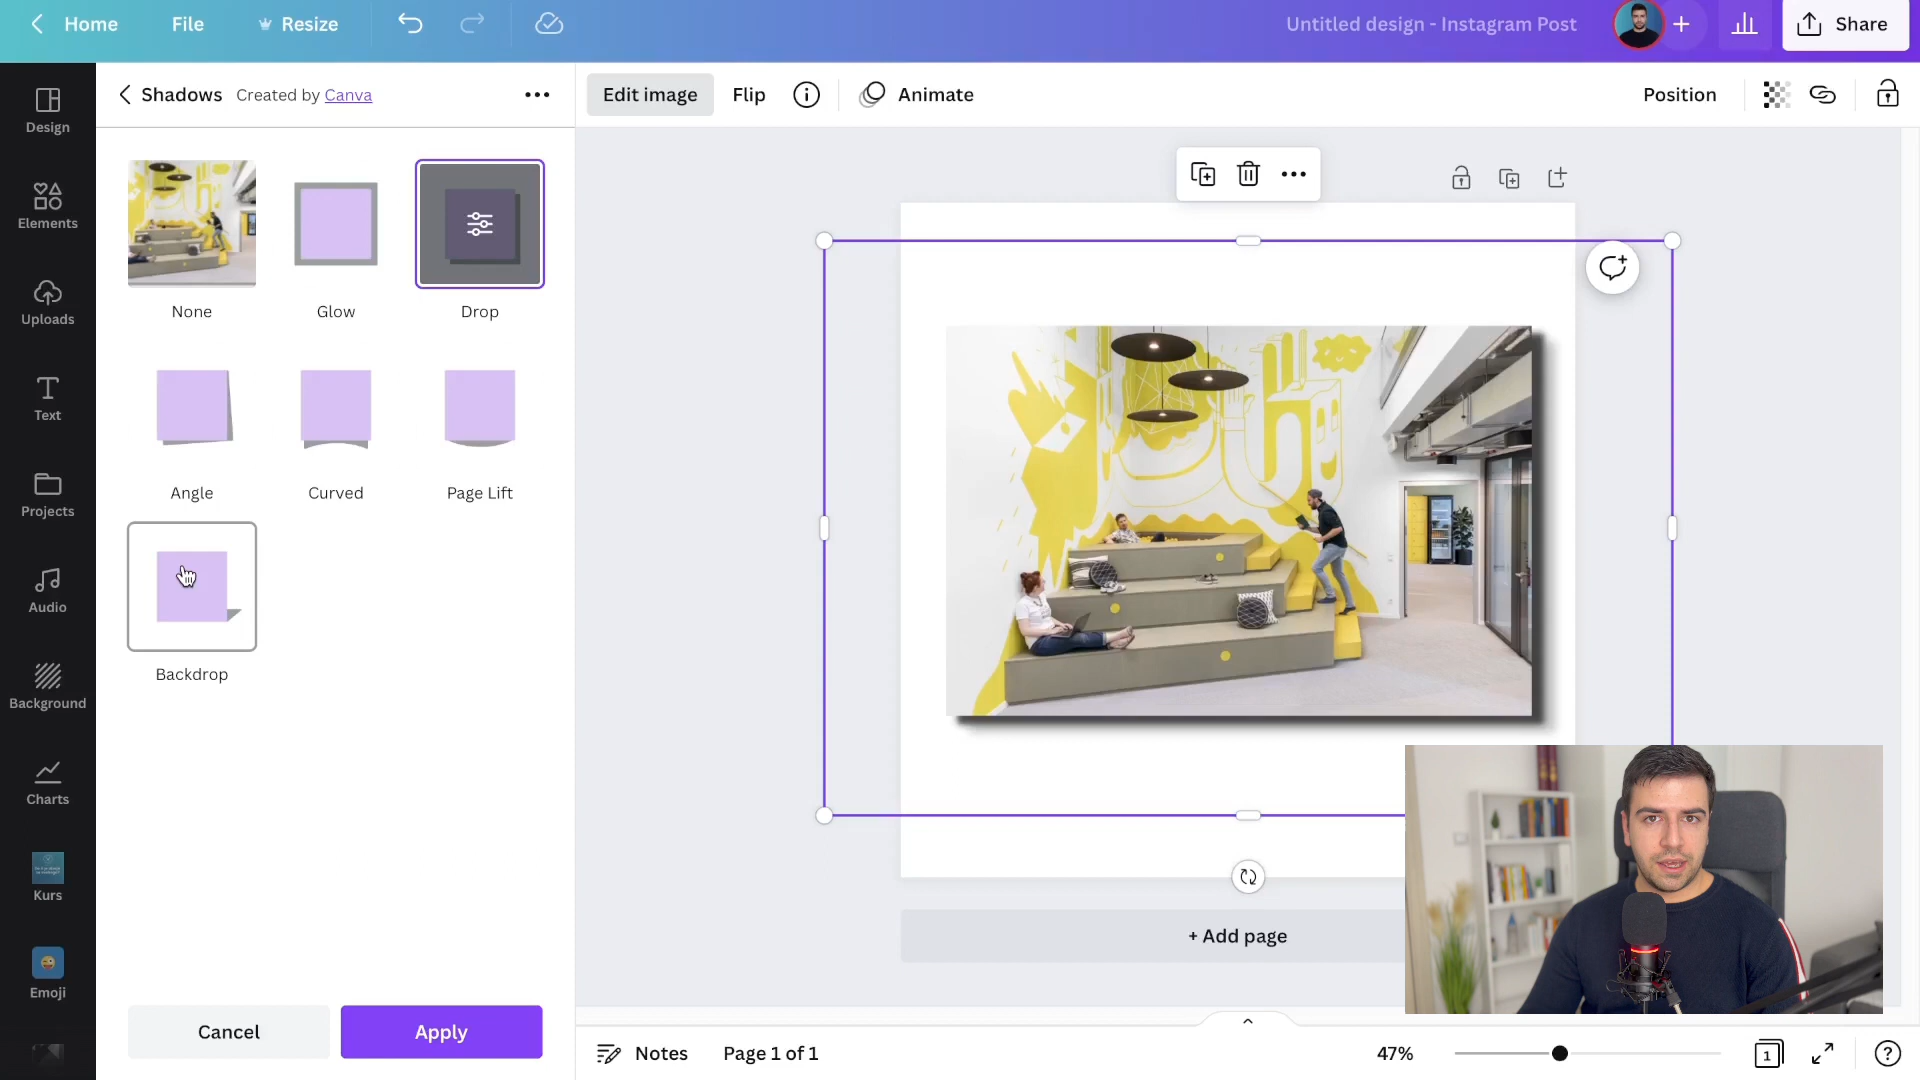 Home File Resize Untitled design - Instagram Post Share
Design
Elements
Uploads
Text
Projects
Audio
Background
Charts
Kurs
Emoji
Shadows Created by Canva
None Glow Drop
Angle Curved Page Lift
Backdrop
Cancel Apply
Edit image Flip Animate Position
+ Add page
Notes Page 1 of 1 47% 1